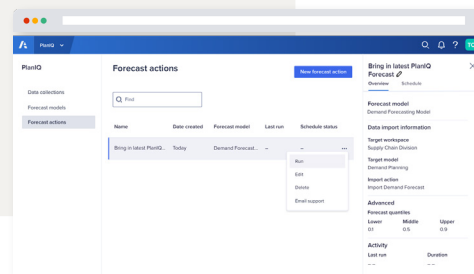 PlanIQ
TC
PlanIQ
Data collections
Forecast models
Forecast actions
Forecast actions
New forecast action
Find
Name Date created Forecast model Last run Schedule status
Bring in latest PlanIQ... Today Demand Forecast... – – ...
Run
Edit
Delete
Email support
Bring in latest PlanIQ
Forecast
Overview Schedule
Forecast model
Demand Forecasting Model
Data import information
Target workspace
Supply Chain Division
Target model
Demand Planning
Import action
Import Demand Forecast
Advanced
Forecast quantiles
Lower Middle Upper
0.1 0.5 0.9
Activity
Last run Duration
-- --